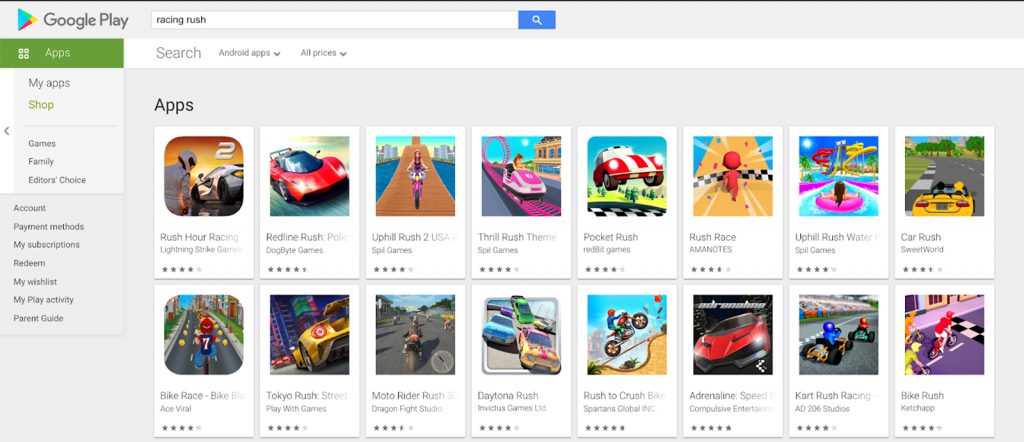 Google Play
racing rush
Apps
Search
Android apps
All prices
My apps
Shop
Games
Family
Editors' Choice
Account
Payment methods
My subscriptions
Redeem
My wishlist
My Play activity
Parent Guide
Apps
2
Rush Hour Racing
Lightning Strike Games
Redline Rush: Polic
DogByte Games
Uphill Rush 2 USA R
Spil Games
Thrill Rush Theme
Spil Games
Pocket Rush
redBit games
Rush Race
AMANOTES
Uphill Rush Water P
Spil Games
Car Rush
SweetWorld
7
adrenaline
Bike Race - Bike Bla
Ace Viral
Tokyo Rush: Street
Play With Games
Moto Rider Rush 3D
Dragon Fight Studio
Daytona Rush
Invictus Games Ltd
Rush to Crush Bike
Spartans Global INC.
Adrenaline: Speed R
Compulsive Entertainm
Kart Rush Racing -
AD 206 Studios
Bike Rush
Ketchapp